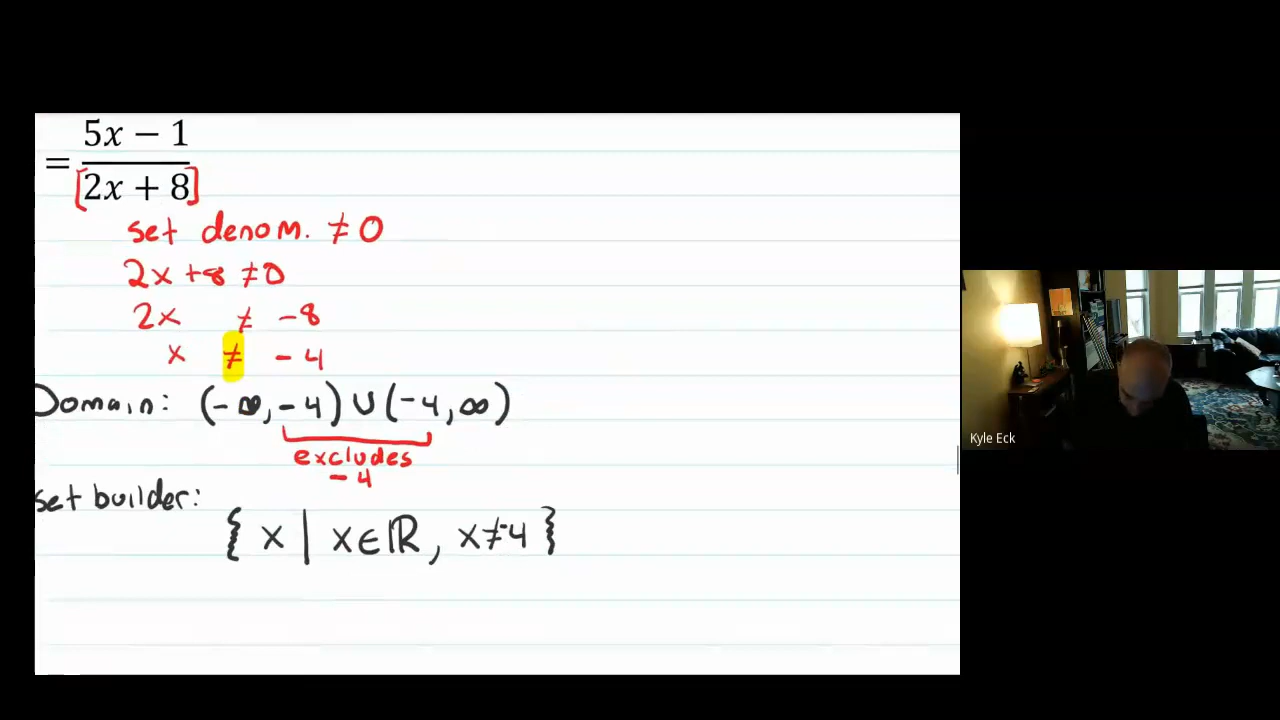 = 5x − 1
[2x + 8]
set denom. ≠ 0
2x + 8 ≠ 0
2x ≠ −8
x ≠ −4
Domain: (−∞, −4) ∪ (−4, ∞)
excludes
−4
set builder:
{ x | x ∈ ℝ, x ≠ −4 }
Kyle Eck